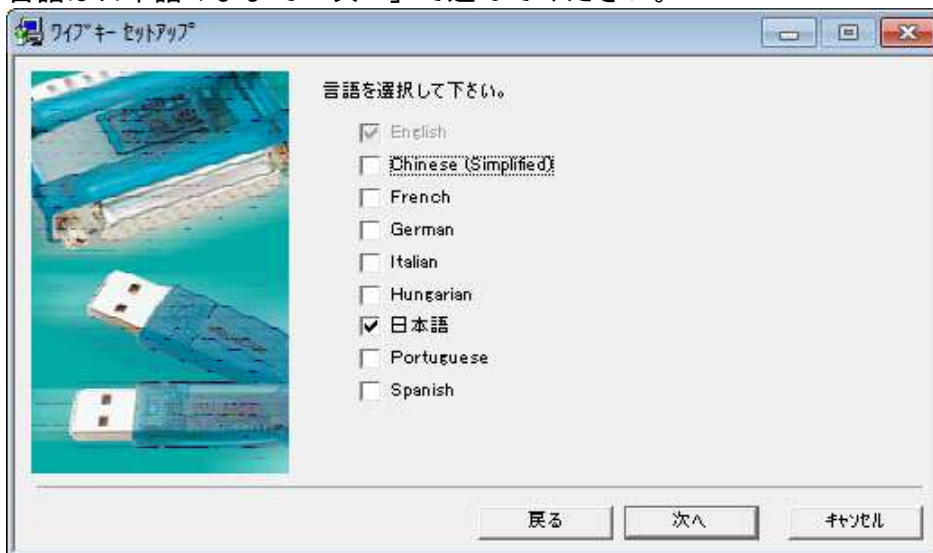 ワイプキー セットアップ
言語を選択して下さい。
English
Chinese (Simplified)
French
German
Italian
Hungarian
日本語
Portuguese
Spanish
戻る
次へ
キャンセル